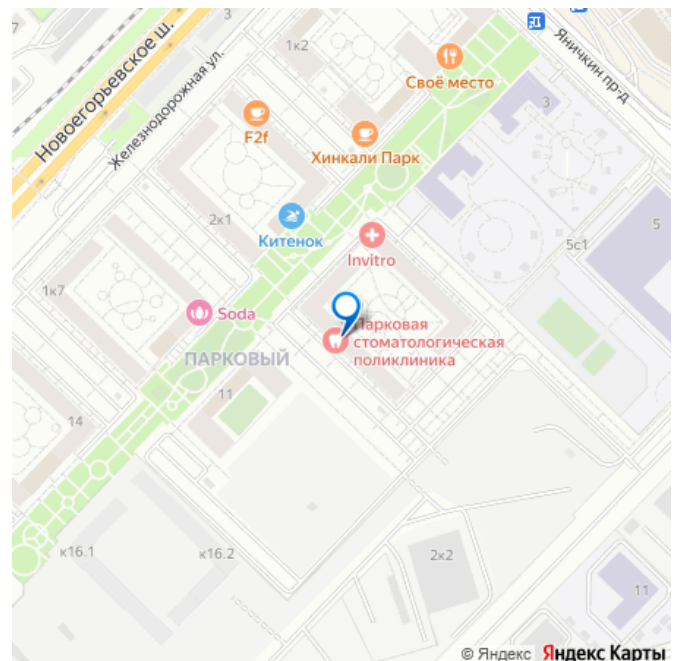 7
3
Яничкин пр-д
Новоегорьевское ш.
Железнодорожная ул.
1к2
Своё место
3
F2f
Хинкали Парк
2к1
Китенок
5
5с1
Invitro
1к7
Soda
Парковая
стоматологическая
поликлиника
ПАРКОВЫЙ
11
14
к16.1
к16.2
2к2
11
© Яндекс Яндекс Карты